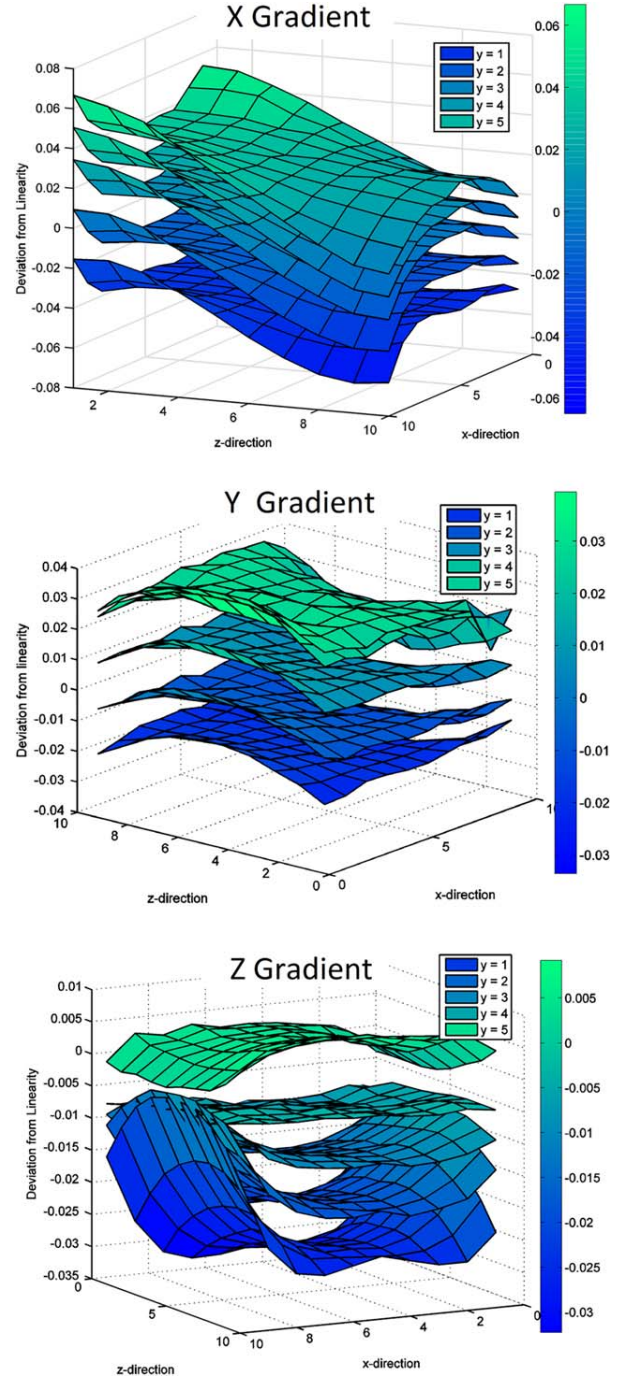 X Gradient
0.08
0.06
0.04
0.02
0
-0.02
-0.04
-0.06
-0.08
Deviation from Linearity
2
4
6
8
10
z-direction
10
5
0
x-direction
y = 1
y = 2
y = 3
y = 4
y = 5
0.06
0.04
0.02
0
-0.02
-0.04
-0.06
Y Gradient
0.04
0.03
0.02
0.01
0
-0.01
-0.02
-0.03
-0.04
Deviation from linearity
10
8
6
4
2
0
z-direction
0
5
x-direction
y = 1
y = 2
y = 3
y = 4
y = 5
0.03
0.02
0.01
0
-0.01
-0.02
-0.03
Z Gradient
0.01
0.005
0
-0.005
-0.01
-0.015
-0.02
-0.025
-0.03
-0.035
Deviation from Linearity
0
5
10
z-direction
10
8
6
4
2
0
x-direction
y = 1
y = 2
y = 3
y = 4
y = 5
0.005
0
-0.005
-0.01
-0.015
-0.02
-0.025
-0.03